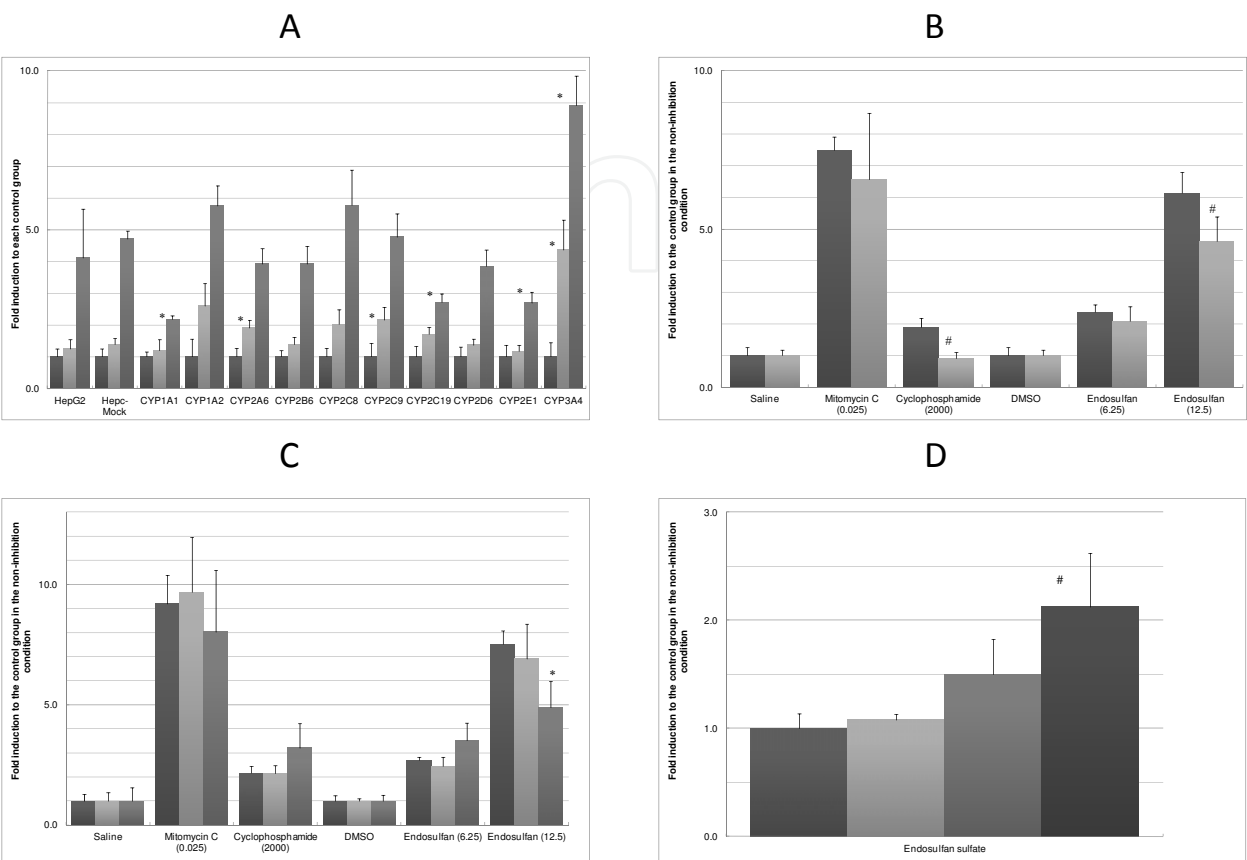 A
Fold induction to each control group
10.0
5.0
0.0
*
*
*
*
*
*
*
HepG2 Hepc-Mock CYP1A1 CYP1A2 CYP2A6 CYP2B6 CYP2C8 CYP2C9 CYP2C19 CYP2D6 CYP2E1 CYP3A4
B
Fold induction to the control group in the non-inhibition
condition
10.0
5.0
0.0
#
#
Saline Mitomycin C Cyclophosphamide DMSO Endosulfan Endosulfan
(0.025) (2000) (6.25) (12.5)
C
Fold induction to the control group in the non-inhibition
condition
10.0
5.0
0.0
*
Saline Mitomycin C Cyclophosphamide DMSO Endosulfan (6.25) Endosulfan (12.5)
(0.025) (2000)
D
Fold induction to the control group in the non-inhibition
condition
3.0
2.0
1.0
0.0
#
Endosulfan sulfate